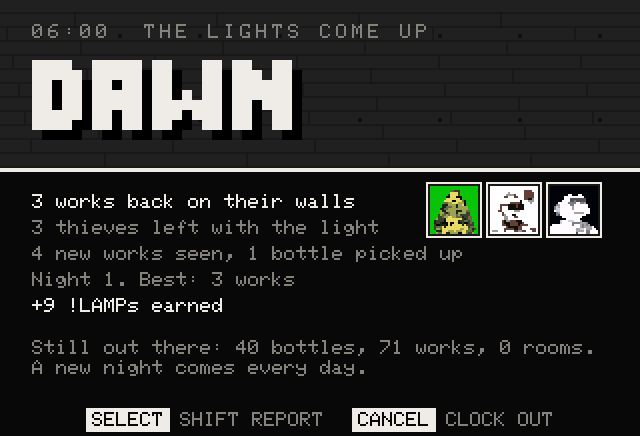 06:00 THE LIGHTS COME UP
DAWN
3 works back on their walls
3 thieves left with the light
4 new works seen, 1 bottle picked up
Night 1. Best: 3 works
+9 !LAMPs earned
Still out there: 40 bottles, 71 works, 0 rooms.
A new night comes every day.
SELECT SHIFT REPORT CANCEL CLOCK OUT